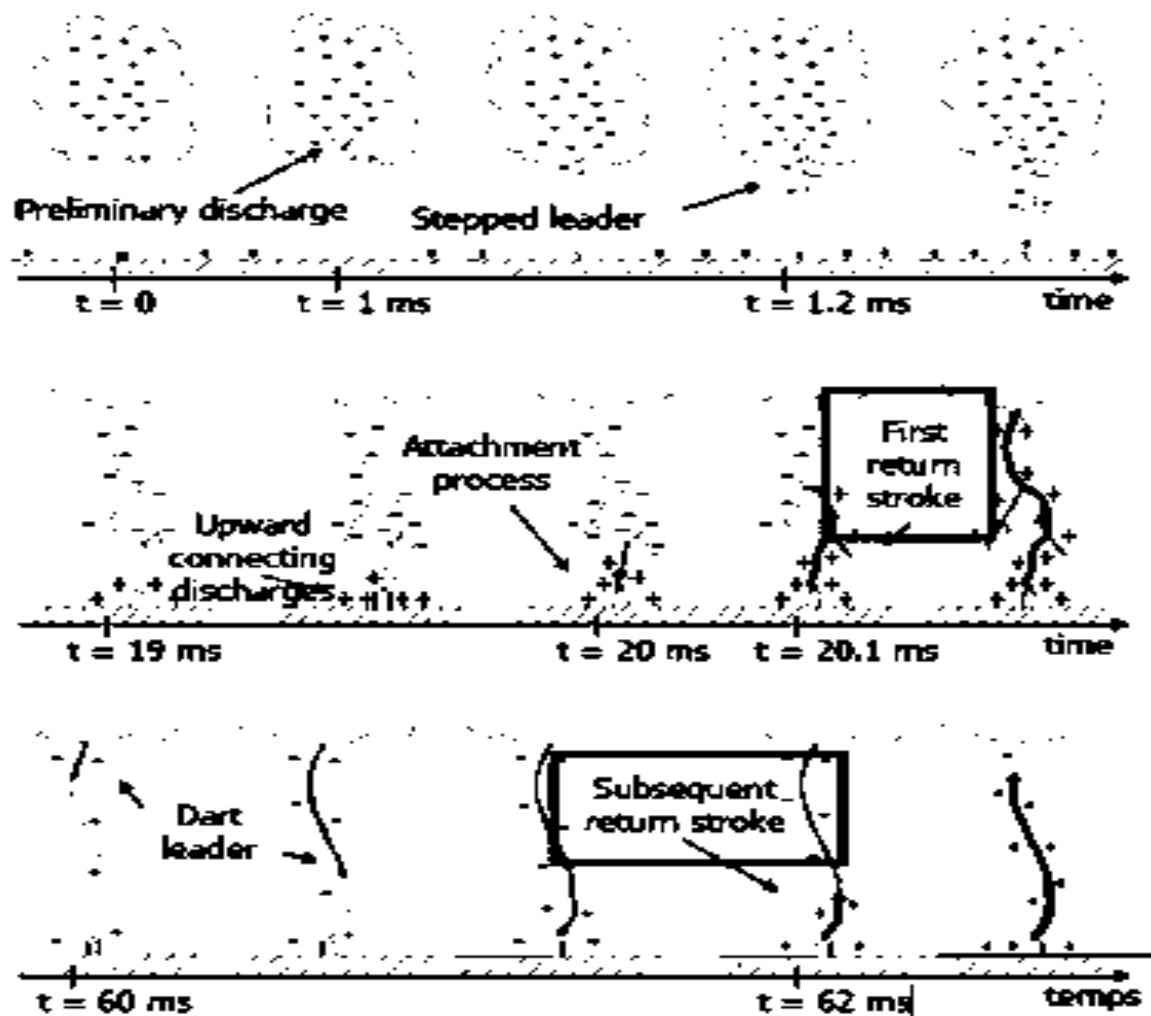 Preliminary discharge
Stepped leader
t = 0
t = 1 ms
t = 1.2 ms
time
Upward
connecting
discharges
Attachment
process
First
return
stroke
t = 19 ms
t = 20 ms
t = 20.1 ms
time
Dart
leader
Subsequent
return stroke
t = 60 ms
t = 62 ms
temps